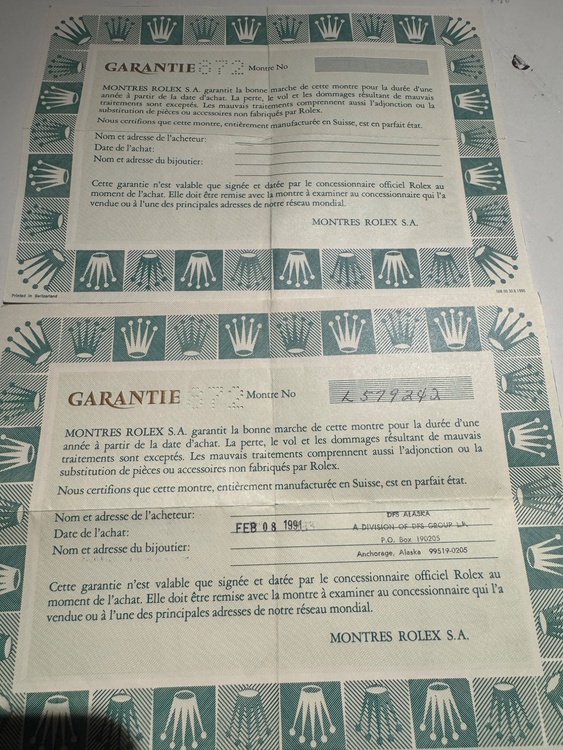 GARANTIE 872 Montre No
MONTRES ROLEX S.A. garantit la bonne marche de cette montre pour la durée d'une
année à partir de la date d'achat. La perte, le vol et les dommages résultant de mauvais
traitements sont exceptés. Les mauvais traitements comprennent aussi l'adjonction ou la
substitution de pièces ou accessoires non fabriqués par Rolex.
Nous certifions que cette montre, entièrement manufacturée en Suisse, est en parfait état.
Nom et adresse de l'acheteur:
Date de l'achat:
Nom et adresse du bijoutier:
Cette garantie n'est valable que signée et datée par le concessionnaire officiel Rolex au
moment de l'achat. Elle doit être remise avec la montre à examiner au concessionnaire qui l'a
vendue ou à l'une des principales adresses de notre réseau mondial.
MONTRES ROLEX S.A.
Printed in Switzerland
GARANTIE 872 Montre No L579242
MONTRES ROLEX S.A. garantit la bonne marche de cette montre pour la durée d'une
année à partir de la date d'achat. La perte, le vol et les dommages résultant de mauvais
traitements sont exceptés. Les mauvais traitements comprennent aussi l'adjonction ou la
substitution de pièces ou accessoires non fabriqués par Rolex.
Nous certifions que cette montre, entièrement manufacturée en Suisse, est en parfait état.
Nom et adresse de l'acheteur: DFS ALASKA
Date de l'achat: FEB 08 1991 A DIVISION OF DFS GROUP L.P.
Nom et adresse du bijoutier: P.O. Box 190205
Anchorage, Alaska 99519-0205
Cette garantie n'est valable que signée et datée par le concessionnaire officiel Rolex au
moment de l'achat. Elle doit être remise avec la montre à examiner au concessionnaire qui l'a
vendue ou à l'une des principales adresses de notre réseau mondial.
MONTRES ROLEX S.A.